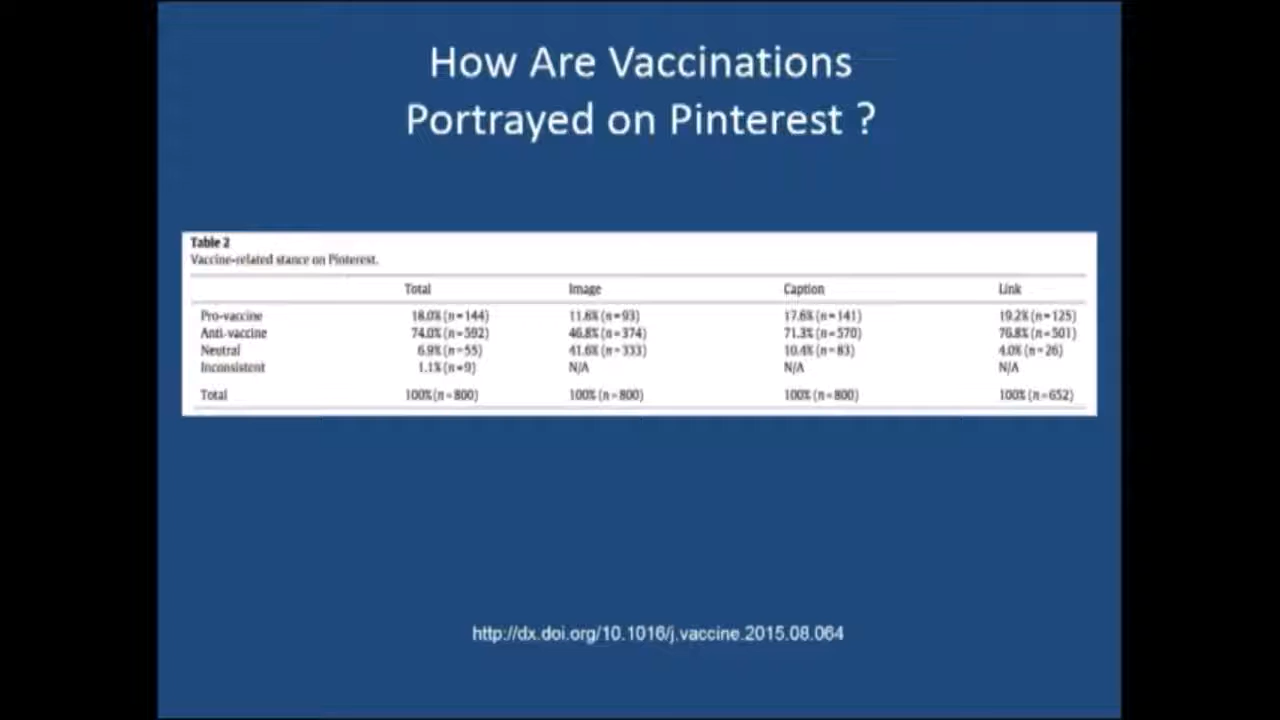 How Are Vaccinations
Portrayed on Pinterest ?
Table 2
Vaccine-related stance on Pinterest.
Total Image Caption Link
Pro-vaccine 18.0% (n=144) 11.6% (n=93) 17.6% (n=141) 19.2% (n=125)
Anti-vaccine 74.0% (n=592) 46.8% (n=374) 71.3% (n=570) 76.8% (n=501)
Neutral 6.9% (n=55) 41.6% (n=333) 10.4% (n=83) 4.0% (n=26)
Inconsistent 1.1% (n=9) N/A N/A N/A
Total 100% (n=800) 100% (n=800) 100% (n=800) 100% (n=652)
http://dx.doi.org/10.1016/j.vaccine.2015.08.064